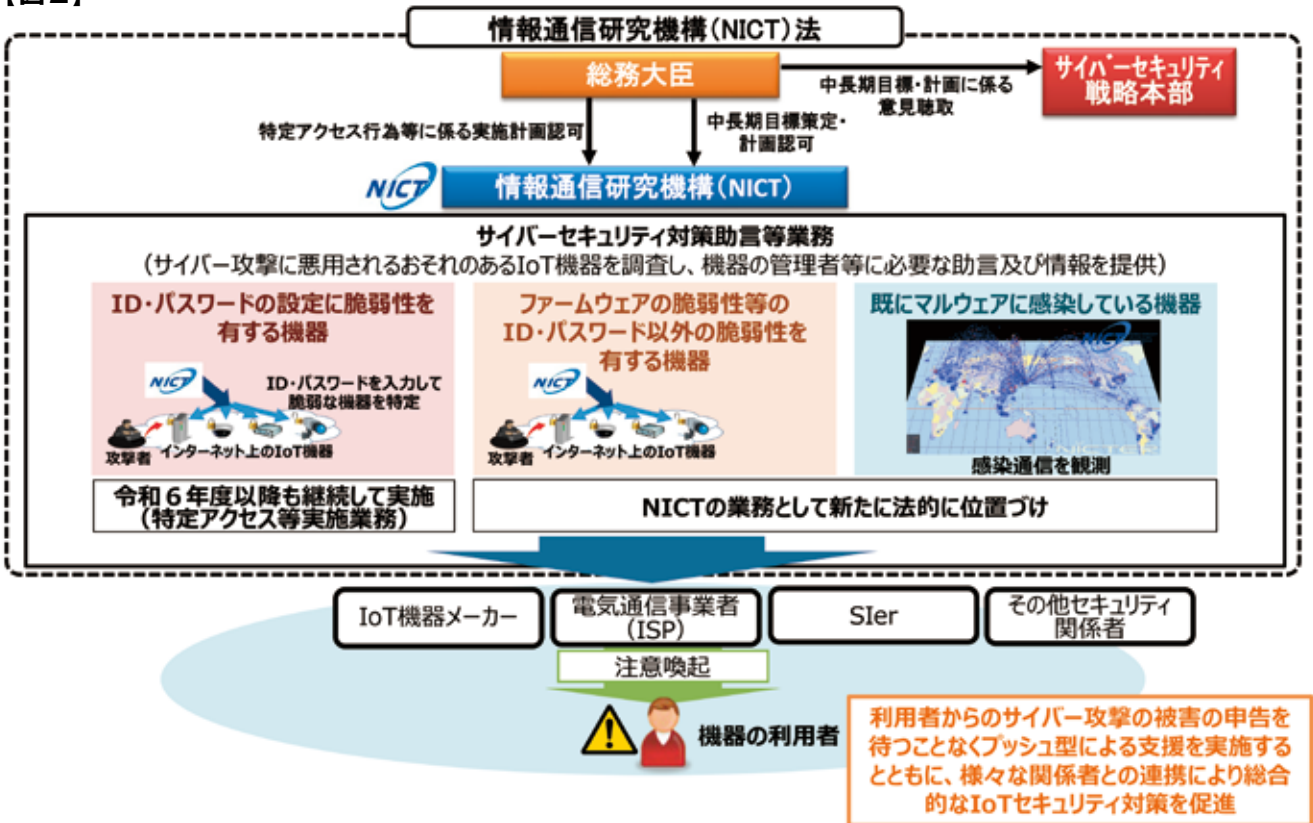 情報通信研究機構(NICT)法
総務大臣
サイバーセキュリティ
戦略本部
中長期目標・計画に係る
意見聴取
特定アクセス行為等に係る実施計画認可
中長期目標策定・
計画認可
NICT
情報通信研究機構(NICT)
サイバーセキュリティ対策助言等業務
(サイバー攻撃に悪用されるおそれのあるIoT機器を調査し、機器の管理者等に必要な助言及び情報を提供)
ID・パスワードの設定に脆弱性を
有する機器
NICT
ID・パスワードを入力して
脆弱な機器を特定
攻撃者
インターネット上のIoT機器
ファームウェアの脆弱性等の
ID・パスワード以外の脆弱性を
有する機器
NICT
攻撃者
インターネット上のIoT機器
既にマルウェアに感染している機器
NICT
感染通信を観測
令和6年度以降も継続して実施
(特定アクセス等実施業務)
NICTの業務として新たに法的に位置づけ
IoT機器メーカー
電気通信事業者
(ISP)
SIer
その他セキュリティ
関係者
注意喚起
機器の利用者
利用者からのサイバー攻撃の被害の申告を
待つことなくプッシュ型による支援を実施する
とともに、様々な関係者との連携により総合
的なIoTセキュリティ対策を促進